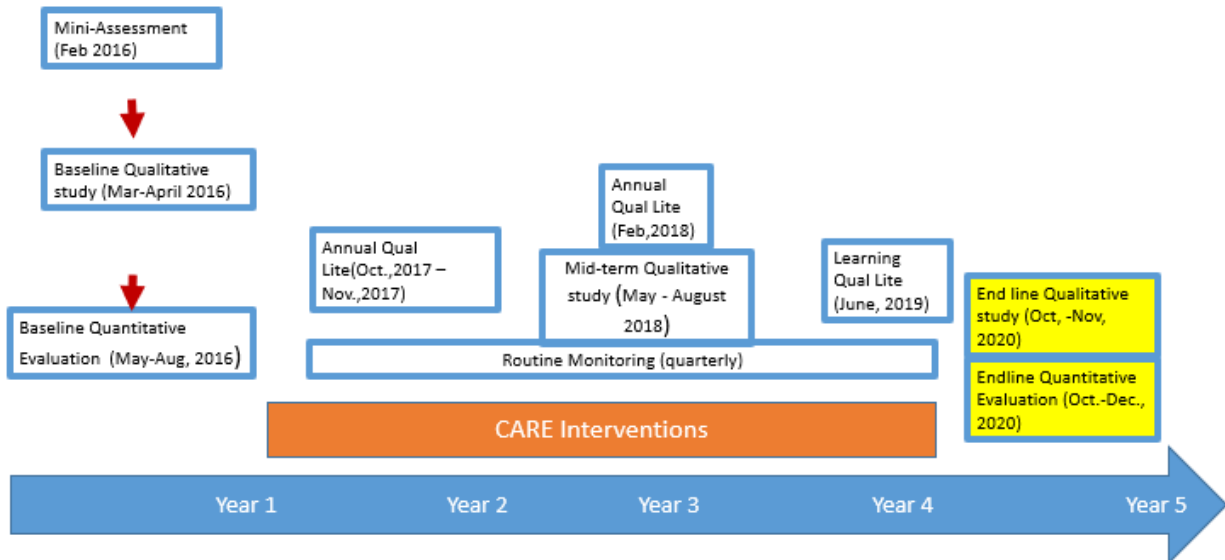 Mini-Assessment
(Feb 2016)
Baseline Qualitative
study (Mar-April 2016)
Baseline Quantitative
Evaluation (May-Aug, 2016)
Annual Qual
Lite(Oct.,2017 –
Nov.,2017)
Annual
Qual Lite
(Feb,2018)
Mid-term Qualitative
study (May - August
2018)
Learning
Qual Lite
(June, 2019)
End line Qualitative
study (Oct, -Nov,
2020)
Endline Quantitative
Evaluation (Oct.-Dec.,
2020)
Routine Monitoring (quarterly)
CARE Interventions
Year 1
Year 2
Year 3
Year 4
Year 5